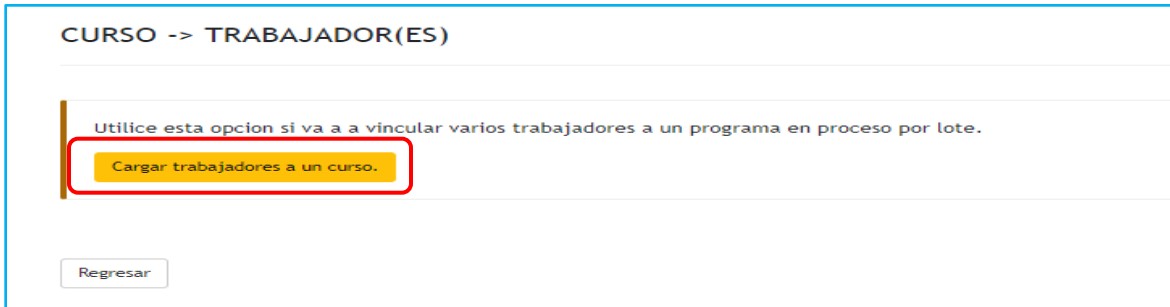 CURSO -> TRABAJADOR(ES)
Utilice esta opcion si va a a vincular varios trabajadores a un programa en proceso por lote.
Cargar trabajadores a un curso.
Regresar